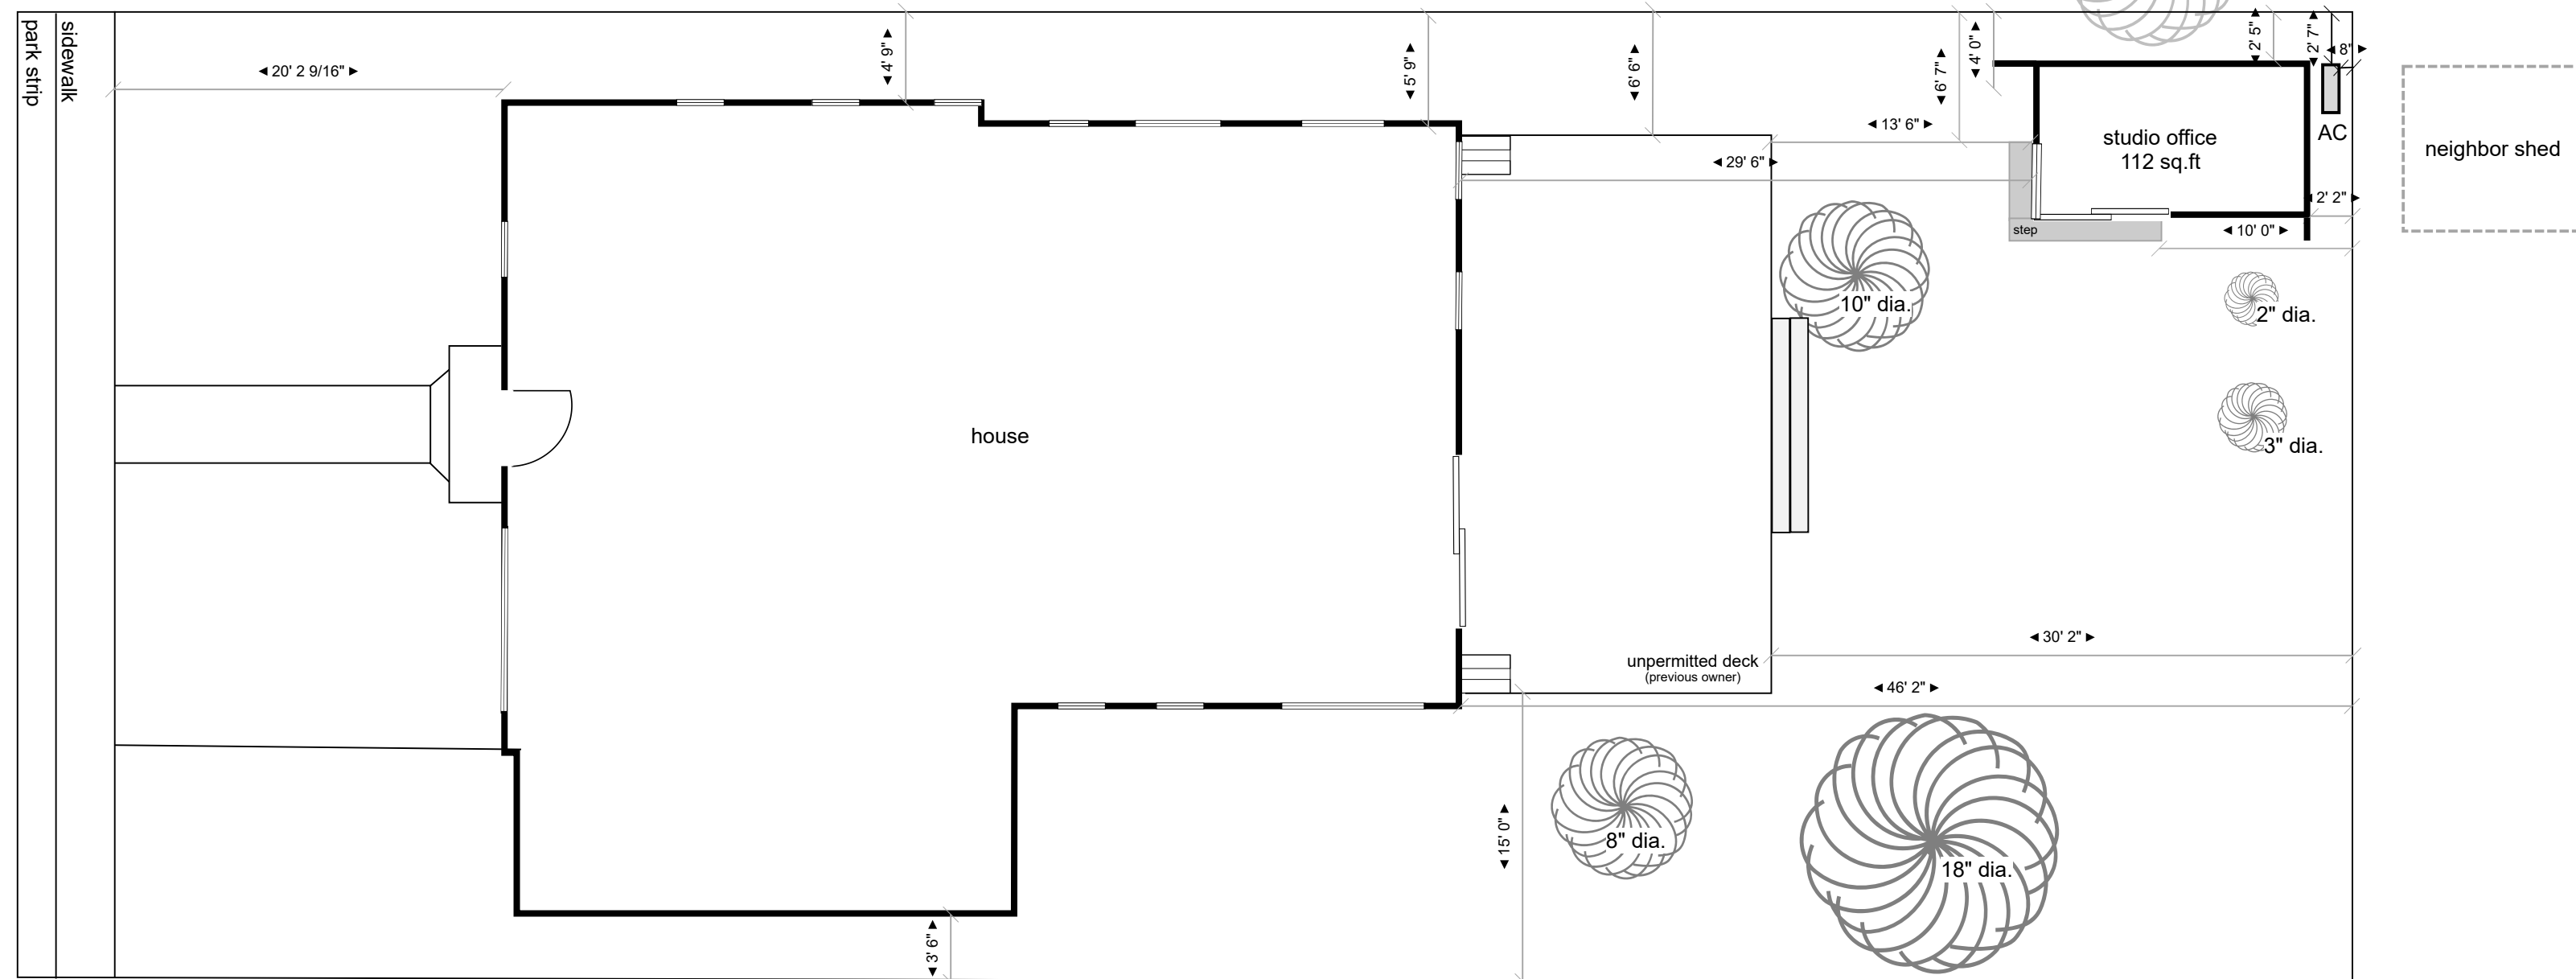 park strip
sidewalk
◄ 20' 2 9/16" ►
◄ 4' 9" ►
◄ 5' 9" ►
◄ 6' 6" ►
◄ 6' 7" ►
◄ 4' 0" ►
◄ 2' 5" ►
◄ 2' 7" ►
◄ 8" ►
◄ 13' 6" ►
◄ 29' 6" ►
studio office
112 sq.ft
AC
neighbor shed
◄ 2' 2" ►
step
◄ 10' 0" ►
10" dia.
2" dia.
3" dia.
house
◄ 30' 2" ►
unpermitted deck
(previous owner)
◄ 46' 2" ►
◄ 15' 0" ►
8" dia.
18" dia.
◄ 3' 6" ►